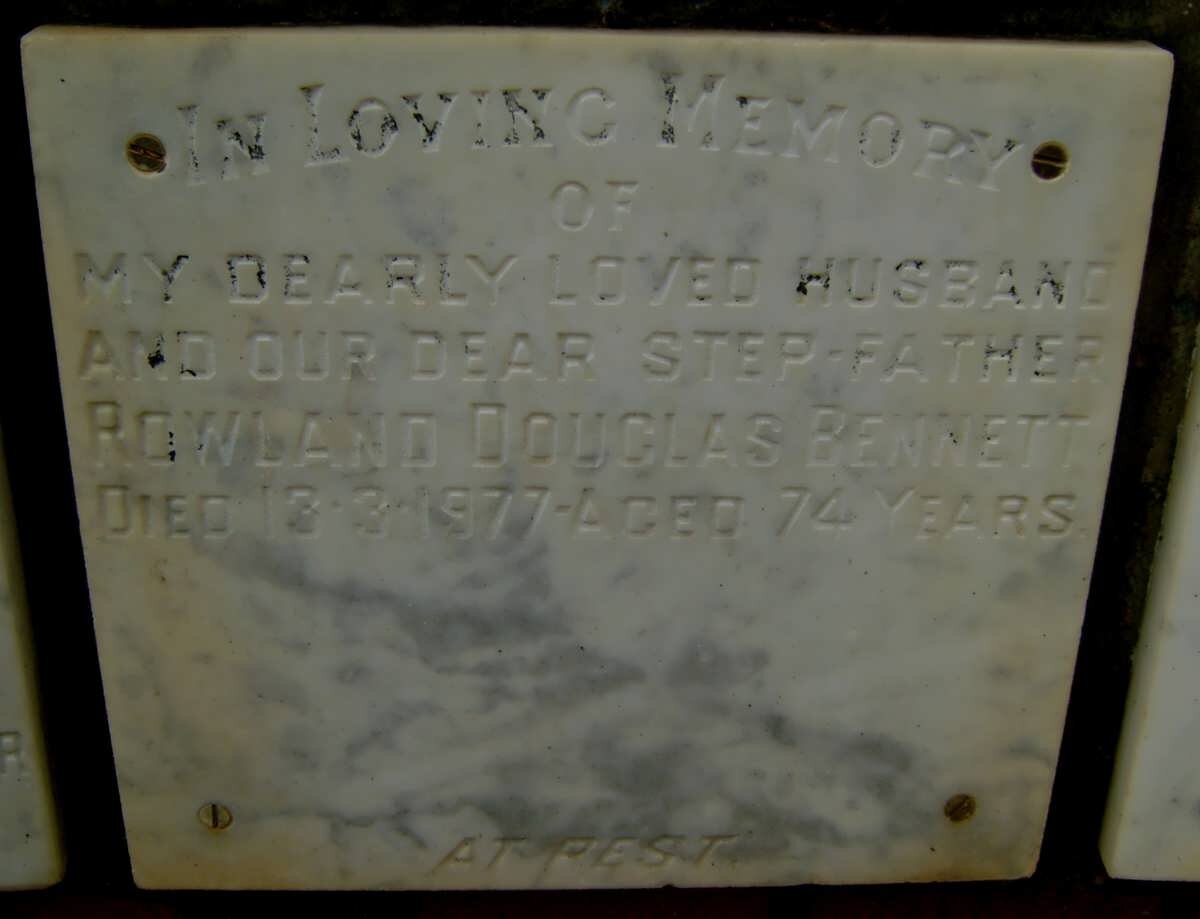 IN LOVING MEMORY
OF
MY DEARLY LOVED HUSBAND
AND OUR DEAR STEP-FATHER
ROWLAND DOUGLAS BENNETT
DIED 13·3·1977-AGED 74 YEARS.
AT REST.
R